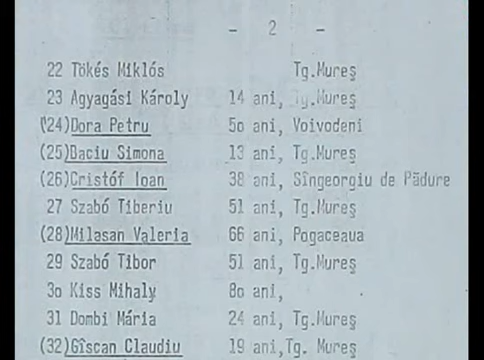 - 2 -
22 Tőkés Miklós Tg.Mureş
23 Agyagási Károly 14 ani, Tg.Mureş
(24)Dora Petru 5o ani, Voivodeni
(25)Baciu Simona 13 ani, Tg.Mureş
(26)Cristóf Ioan 38 ani, Sîngeorgiu de Pădure
27 Szabó Tiberiu 51 ani, Tg.Mureş
(28)Milasan Valeria 66 ani, Pogaceaua
29 Szabó Tibor 51 ani, Tg.Mureş
3o Kiss Mihaly 8o ani,
31 Dombi Mária 24 ani, Tg.Mureş
(32)Gîscan Claudiu 19 ani,Tg. Mureş